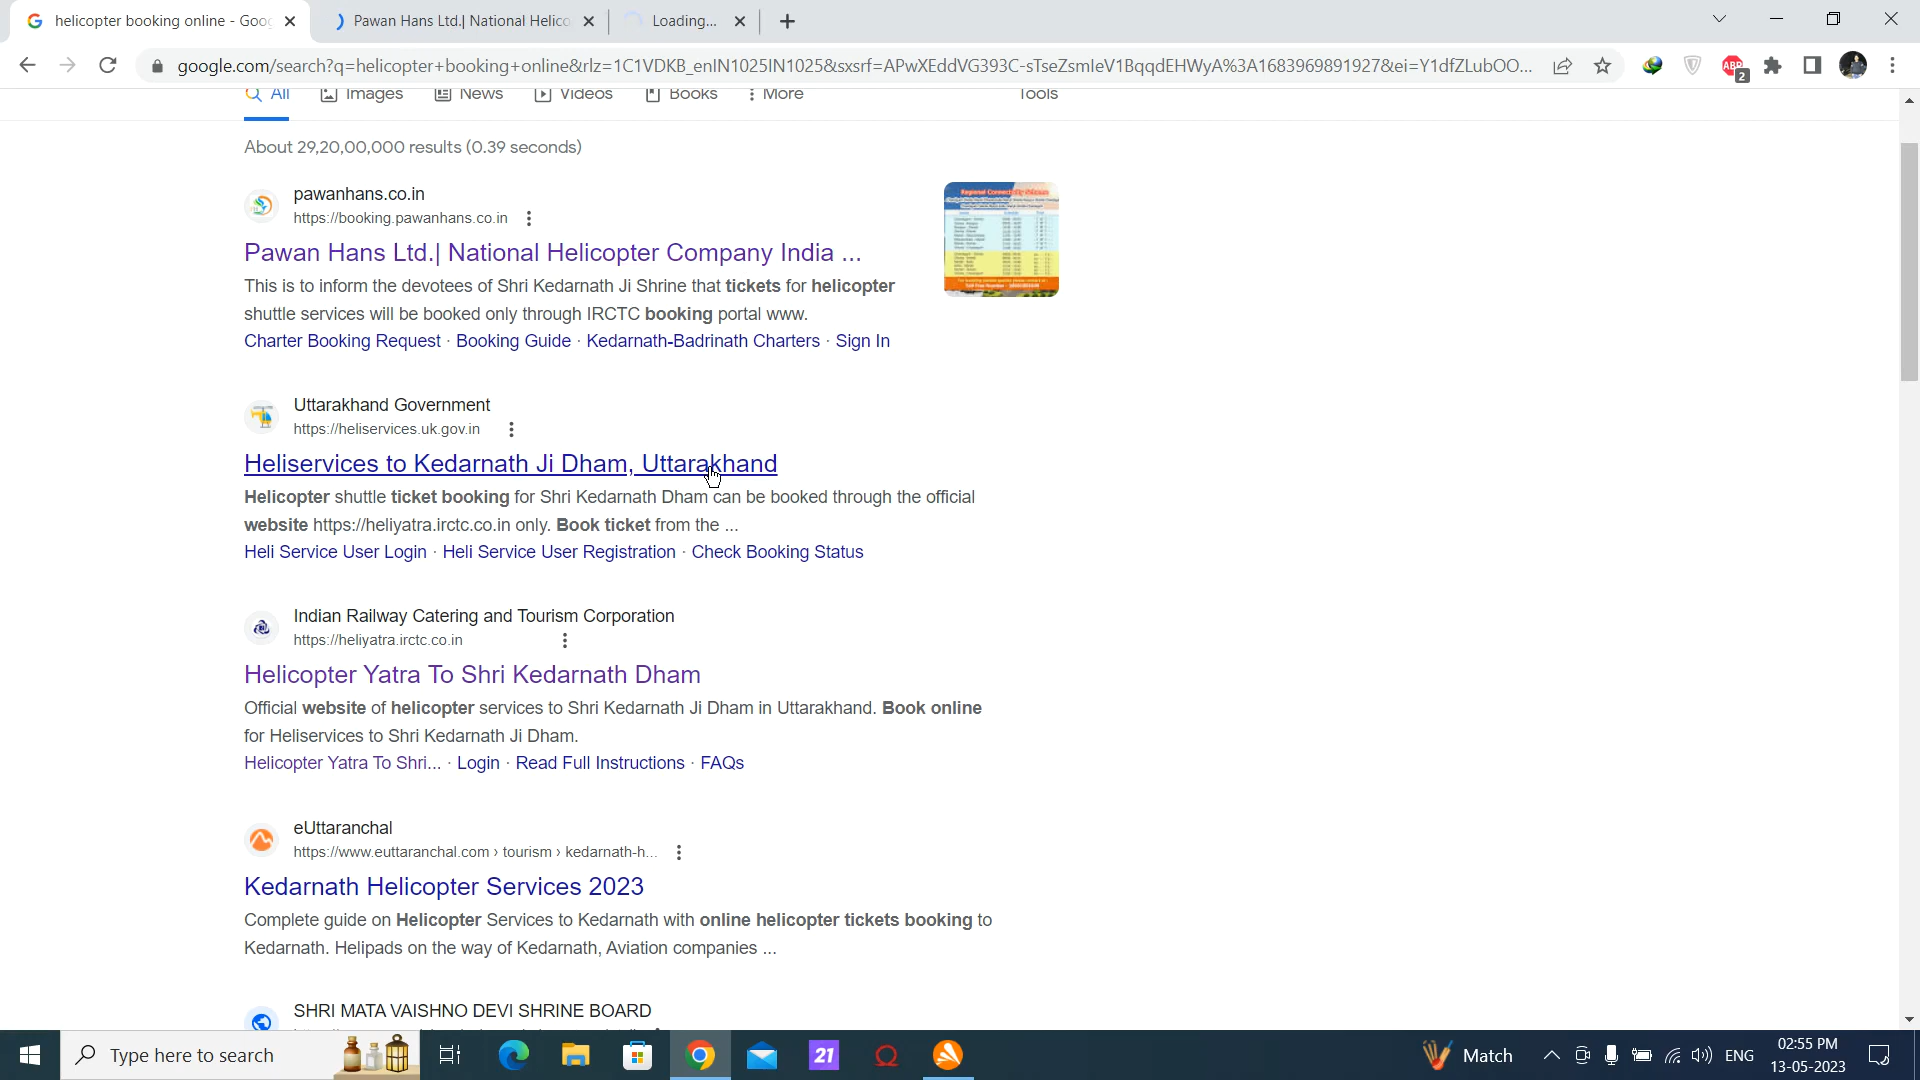 helicopter booking online - Goog
Pawan Hans Ltd.| National Helico
Loading...
google.com/search?q=helicopter+booking+online&rlz=1C1VDKB_enIN1025IN1025&sxsrf=APwXEddVG393C-sTseZsmIeV1BqqdEHWyA%3A1683969891927&ei=Y1dfZLubOO...
ABP
2
All
Images
News
Videos
Books
More
Tools
About 29,20,00,000 results (0.39 seconds)
pawanhans.co.in
https://booking.pawanhans.co.in
Pawan Hans Ltd.| National Helicopter Company India ...
This is to inform the devotees of Shri Kedarnath Ji Shrine that tickets for helicopter
shuttle services will be booked only through IRCTC booking portal www.
Charter Booking Request · Booking Guide · Kedarnath-Badrinath Charters · Sign In
Uttarakhand Government
https://heliservices.uk.gov.in
Heliservices to Kedarnath Ji Dham, Uttarakhand
Helicopter shuttle ticket booking for Shri Kedarnath Dham can be booked through the official
website https://heliyatra.irctc.co.in only. Book ticket from the ...
Heli Service User Login · Heli Service User Registration · Check Booking Status
Indian Railway Catering and Tourism Corporation
https://heliyatra.irctc.co.in
Helicopter Yatra To Shri Kedarnath Dham
Official website of helicopter services to Shri Kedarnath Ji Dham in Uttarakhand. Book online
for Heliservices to Shri Kedarnath Ji Dham.
Helicopter Yatra To Shri... · Login · Read Full Instructions · FAQs
eUttaranchal
https://www.euttaranchal.com › tourism › kedarnath-h...
Kedarnath Helicopter Services 2023
Complete guide on Helicopter Services to Kedarnath with online helicopter tickets booking to
Kedarnath. Helipads on the way of Kedarnath, Aviation companies ...
SHRI MATA VAISHNO DEVI SHRINE BOARD
Type here to search
21
Match
ENG
02:55 PM
13-05-2023